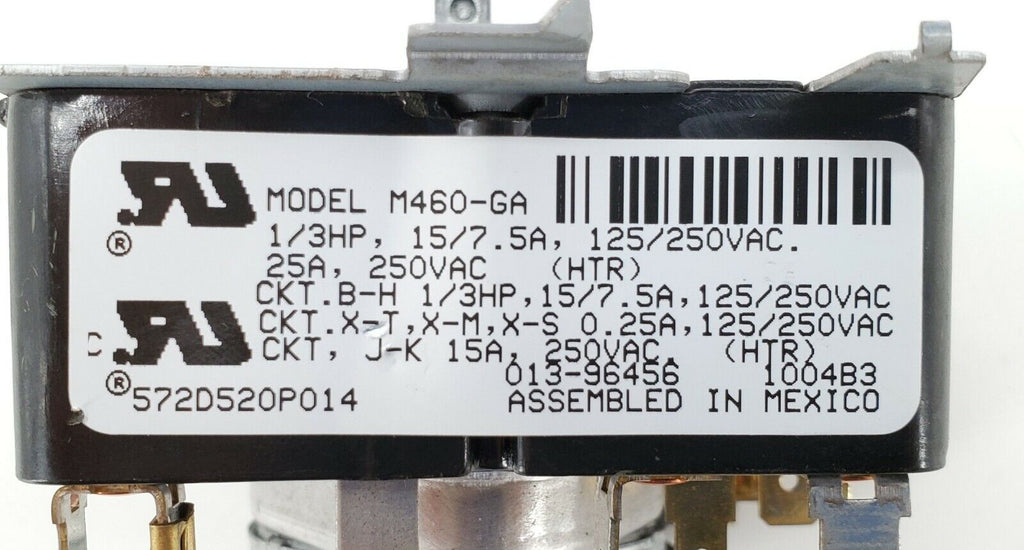 MODEL M460-GA
1/3HP, 15/7.5A, 125/250VAC.
25A, 250VAC (HTR)
CKT.B-H 1/3HP,15/7.5A,125/250VAC
CKT.X-T,X-M,X-S 0.25A,125/250VAC
C
CKT, J-K 15A, 250VAC. (HTR)
013-96456 1004B3
®572D520P014 ASSEMBLED IN MEXICO